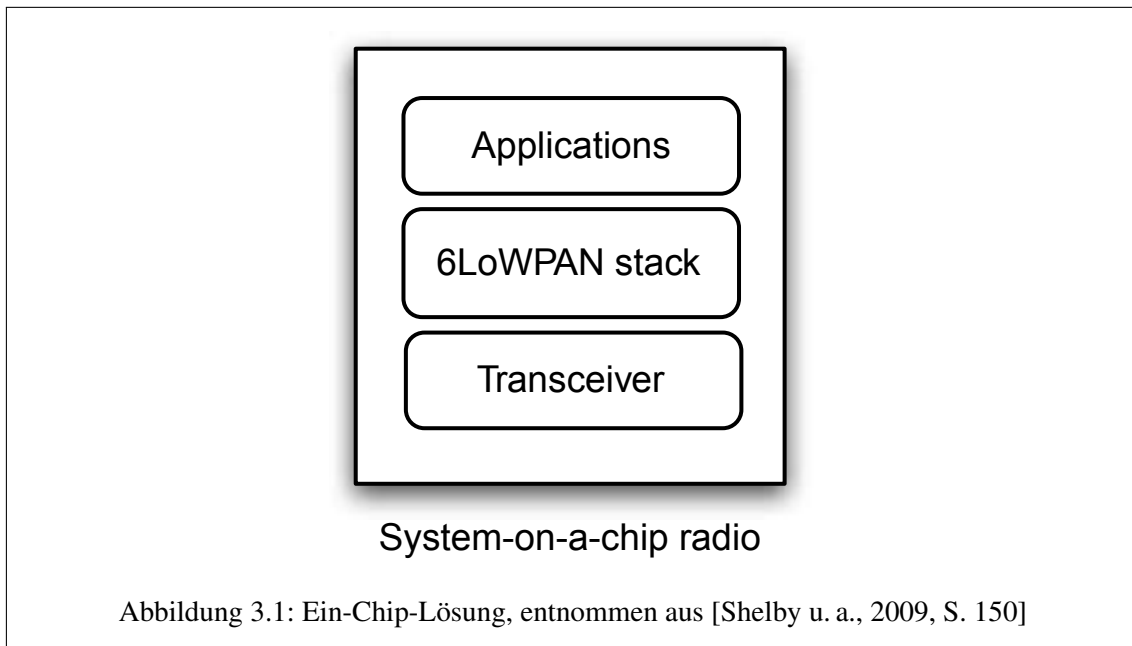 Applications
6LoWPAN stack
Transceiver
System-on-a-chip radio
Abbildung 3.1: Ein-Chip-Lösung, entnommen aus [Shelby u. a., 2009, S. 150]